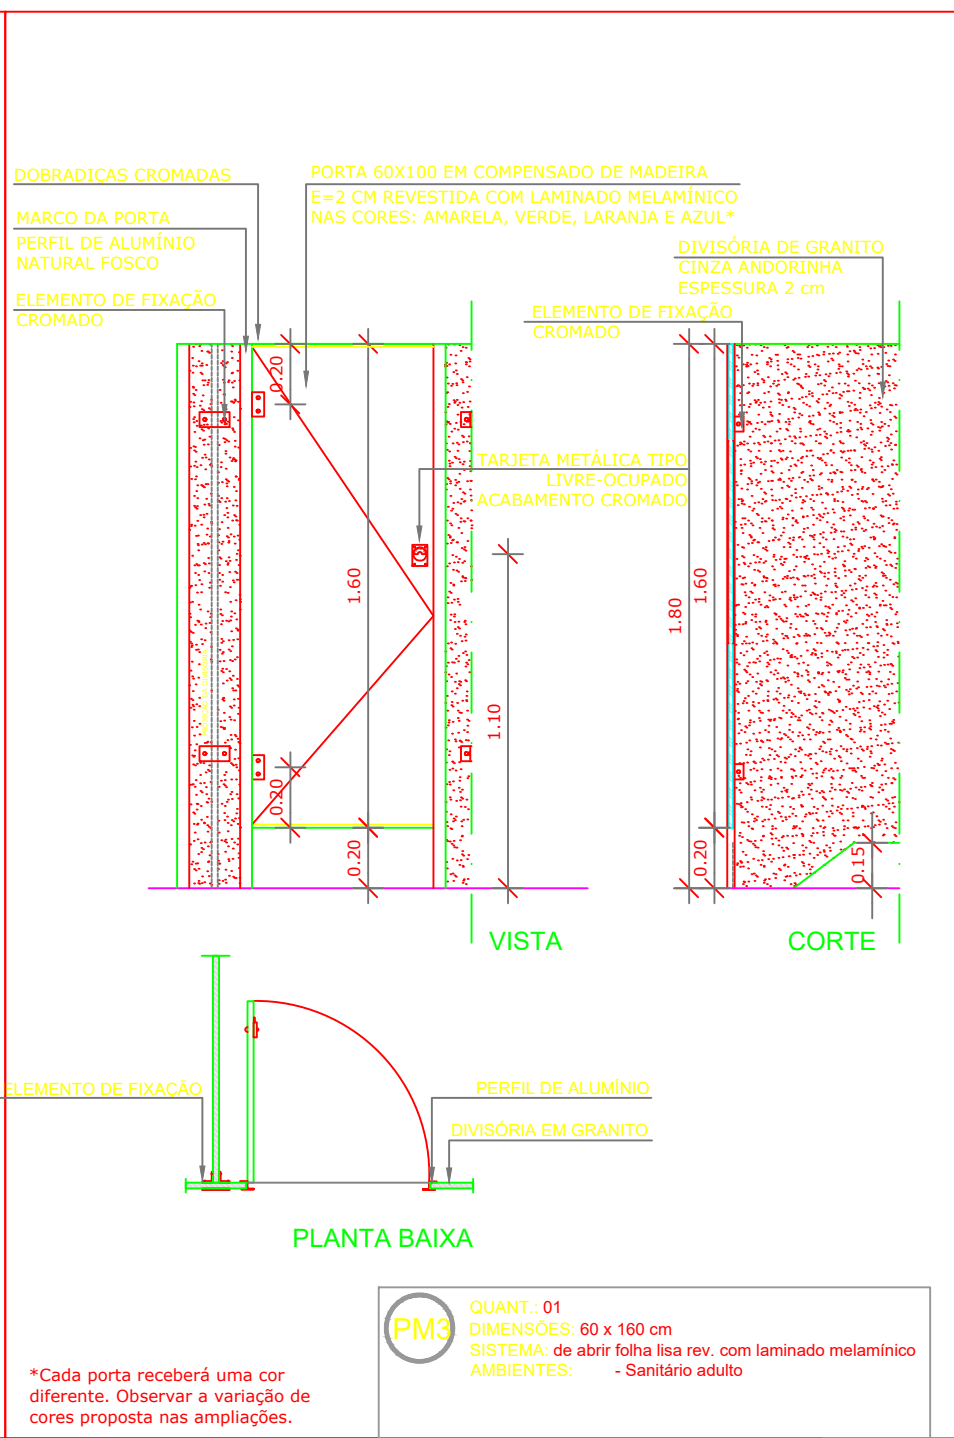 DOBRADIÇAS CROMADAS
MARCO DA PORTA
PERFIL DE ALUMÍNIO
NATURAL FOSCO
ELEMENTO DE FIXAÇÃO
CROMADO
PORTA 60X100 EM COMPENSADO DE MADEIRA
E=2 CM REVESTIDA COM LAMINADO MELAMÍNICO
NAS CORES: AMARELA, VERDE, LARANJA E AZUL*
DIVISÓRIA DE GRANITO
CINZA ANDORINHA
ESPESSURA 2 cm
ELEMENTO DE FIXAÇÃO
CROMADO
TARJETA METÁLICA TIPO
LIVRE-OCUPADO
ACABAMENTO CROMADO
0.20
1.60
1.10
0.20
0.20
1.80
1.60
0.20
0.15
VISTA
CORTE
ELEMENTO DE FIXAÇÃO
PERFIL DE ALUMÍNIO
DIVISÓRIA EM GRANITO
PLANTA BAIXA
PM3
QUANT.: 01
DIMENSÕES: 60 x 160 cm
SISTEMA: de abrir folha lisa rev. com laminado melamínico
AMBIENTES: - Sanitário adulto
*Cada porta receberá uma cor
diferente. Observar a variação de
cores proposta nas ampliações.